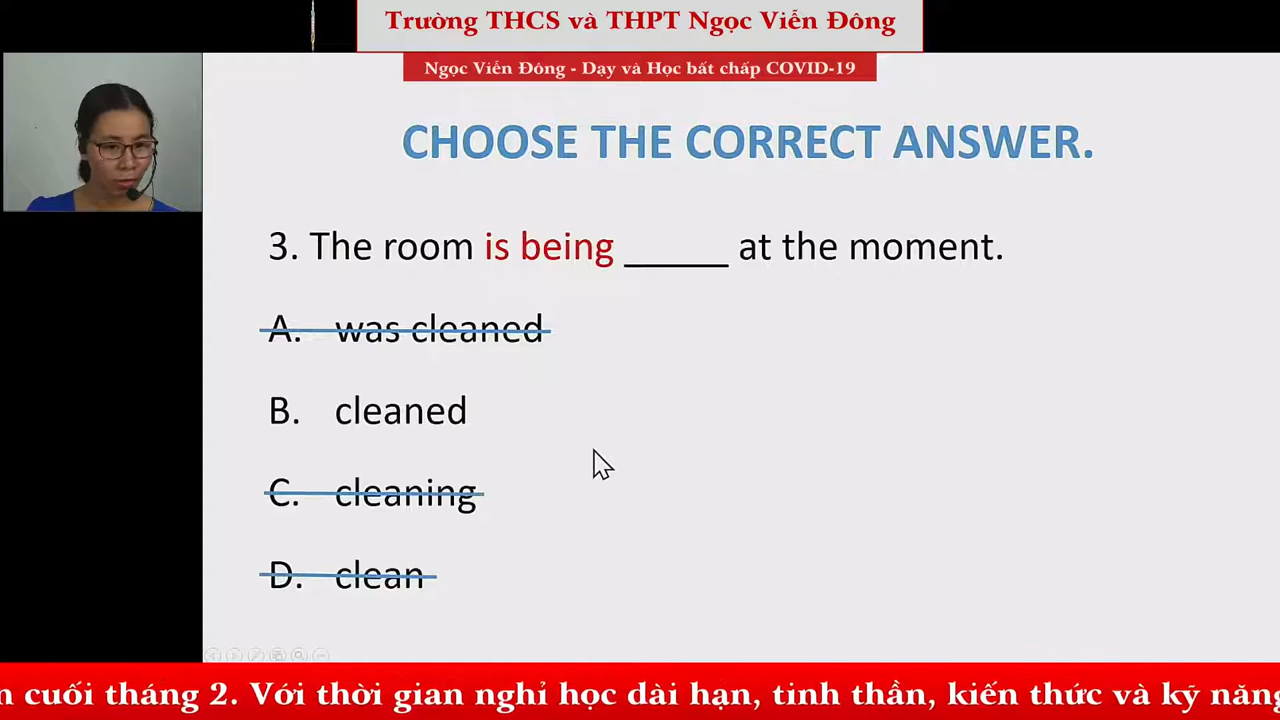 Trường THCS và THPT Ngọc Viễn Đông
Ngọc Viễn Đông - Dạy và Học bất chấp COVID-19
CHOOSE THE CORRECT ANSWER.
3. The room is being _____ at the moment.
A. was cleaned
B. cleaned
C. cleaning
D. clean
n cuối tháng 2. Với thời gian nghỉ học dài hạn, tinh thần, kiến thức và kỹ năng